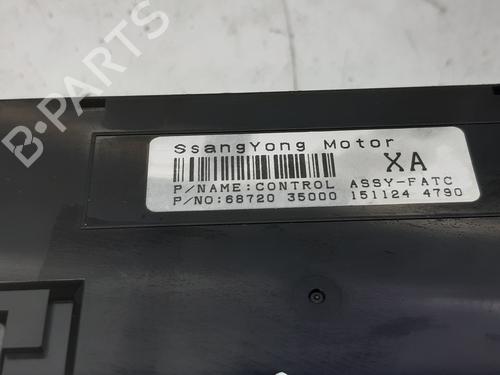 B-Parts
SsangYong Motor
XA
P/NAME:CONTROL ASSY-FATC
P/NO:68720 35000 151124 4790